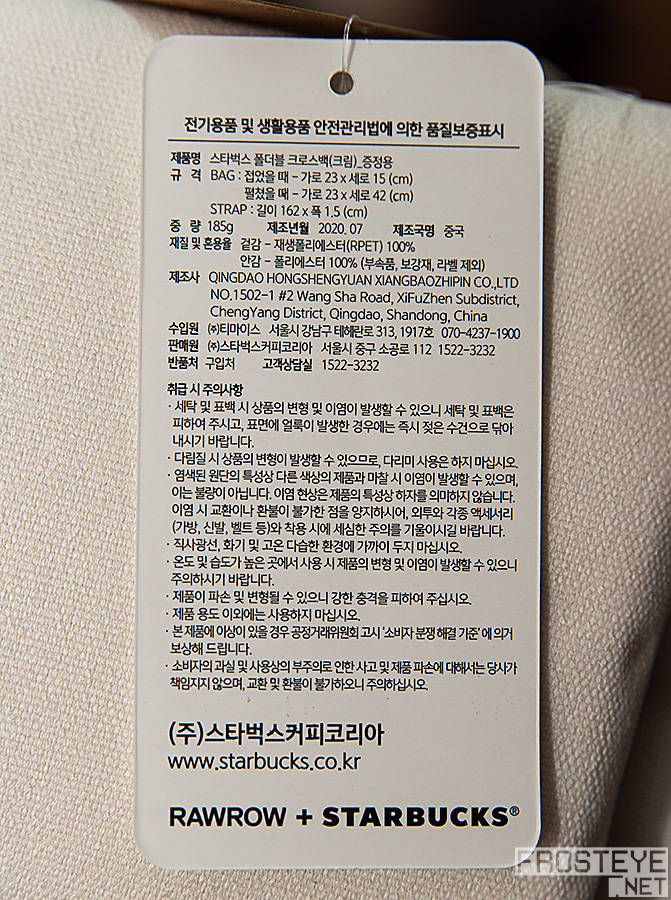 전기용품 및 생활용품 안전관리법에 의한 품질보증표시
제품명 스타벅스 폴더블 크로스백(크림)_증정용
규 격 BAG : 접었을 때 – 가로 23 x 세로 15 (cm)
펼쳤을 때 – 가로 23 x 세로 42 (cm)
STRAP : 길이 162 x 폭 1.5 (cm)
중 량 185g 제조년월 2020. 07 제조국명 중국
재질 및 혼용율 겉감 – 재생폴리에스터(RPET) 100%
안감 – 폴리에스터 100% (부속품, 보강재, 라벨 제외)
제조사 QINGDAO HONGSHENGYUAN XIANGBAOZHIPIN CO.,LTD
NO.1502-1 #2 Wang Sha Road, XiFuZhen Subdistrict,
ChengYang District, Qingdao, Shandong, China
수입원 ㈜티마이스 서울시 강남구 테헤란로 313, 1917호 070-4237-1900
판매원 ㈜스타벅스커피코리아 서울시 중구 소공로 112 1522-3232
반품처 구입처 고객상담실 1522-3232
취급 시 주의사항
· 세탁 및 표백 시 상품의 변형 및 이염이 발생할 수 있으니 세탁 및 표백은
피하여 주시고, 표면에 얼룩이 발생한 경우에는 즉시 젖은 수건으로 닦아
내시기 바랍니다.
· 다림질 시 상품의 변형이 발생할 수 있으므로, 다리미 사용은 하지 마십시오.
· 염색된 원단의 특성상 다른 색상의 제품과 마찰 시 이염이 발생할 수 있으며,
이는 불량이 아닙니다. 이염 현상은 제품의 특성상 하자를 의미하지 않습니다.
이염 시 교환이나 환불이 불가한 점을 양지하시어, 외투와 각종 액세서리
(가방, 신발, 벨트 등)와 착용 시에 세심한 주의를 기울이시길 바랍니다.
· 직사광선, 화기 및 고온 다습한 환경에 가까이 두지 마십시오.
· 온도 및 습도가 높은 곳에서 사용 시 제품의 변형 및 이염이 발생할 수 있으니
주의하시기 바랍니다.
· 제품이 파손 및 변형될 수 있으니 강한 충격을 피하여 주십시오.
· 제품 용도 이외에는 사용하지 마십시오.
· 본 제품에 이상이 있을 경우 공정거래위원회 고시 '소비자 분쟁 해결 기준' 에 의거
보상해 드립니다.
· 소비자의 과실 및 사용상의 부주의로 인한 사고 및 제품 파손에 대해서는 당사가
책임지지 않으며, 교환 및 환불이 불가하오니 주의하십시오.
(주)스타벅스커피코리아
www.starbucks.co.kr
RAWROW + STARBUCKS®
FROSTEYE
.NET